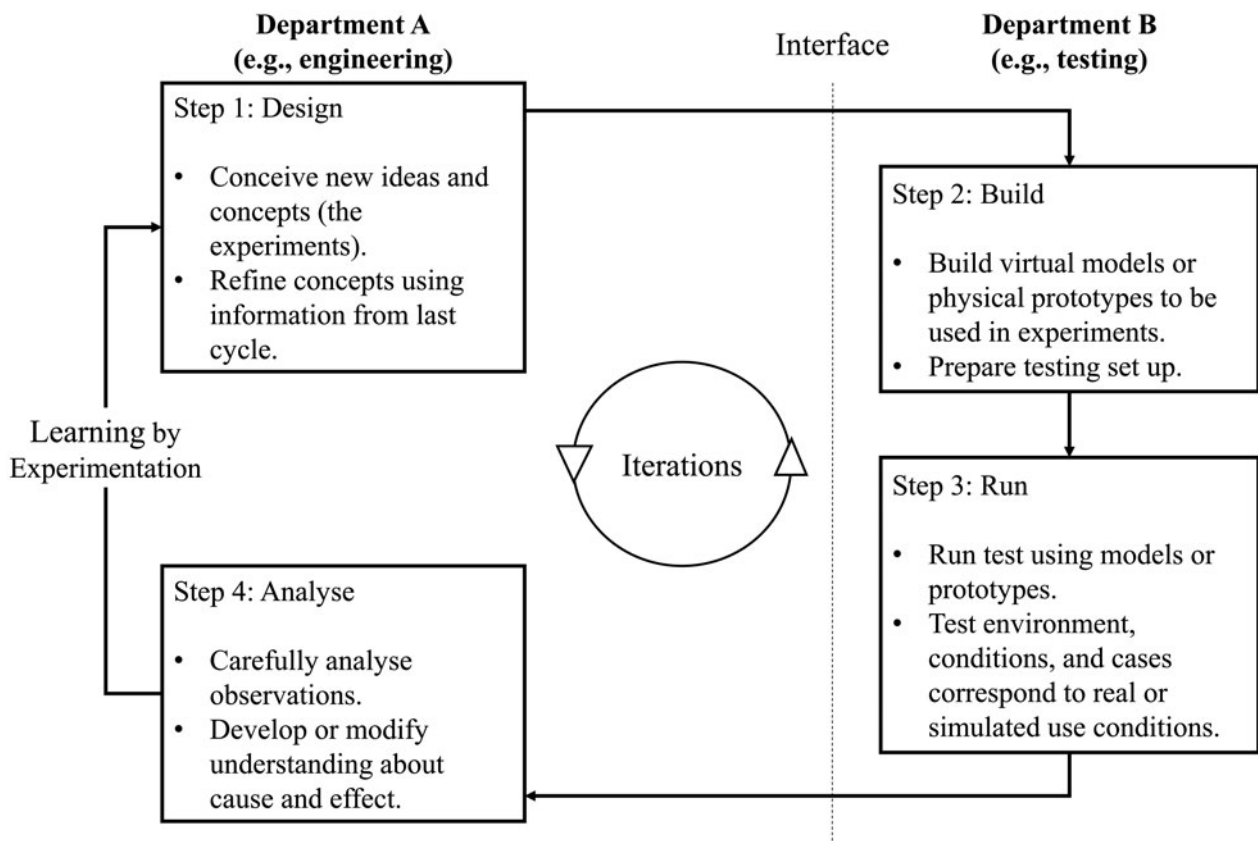 Department A
(e.g., engineering)
Interface
Department B
(e.g., testing)
Step 1: Design
• Conceive new ideas and
concepts (the
experiments).
• Refine concepts using
information from last
cycle.
Step 2: Build
• Build virtual models or
physical prototypes to be
used in experiments.
• Prepare testing set up.
Learning by
Experimentation
Iterations
Step 3: Run
• Run test using models or
prototypes.
• Test environment,
conditions, and cases
correspond to real or
simulated use conditions.
Step 4: Analyse
• Carefully analyse
observations.
• Develop or modify
understanding about
cause and effect.